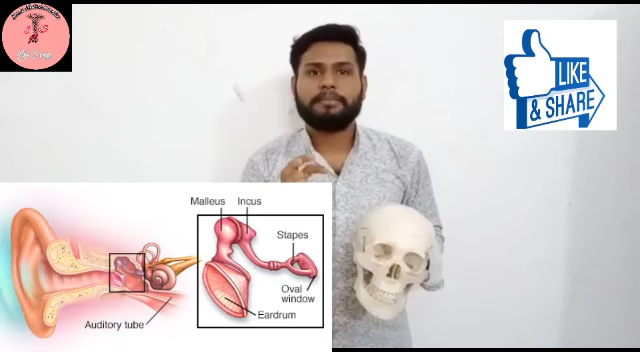 LIKE
& SHARE
Malleus Incus
Stapes
Oval
window
Eardrum
Auditory tube